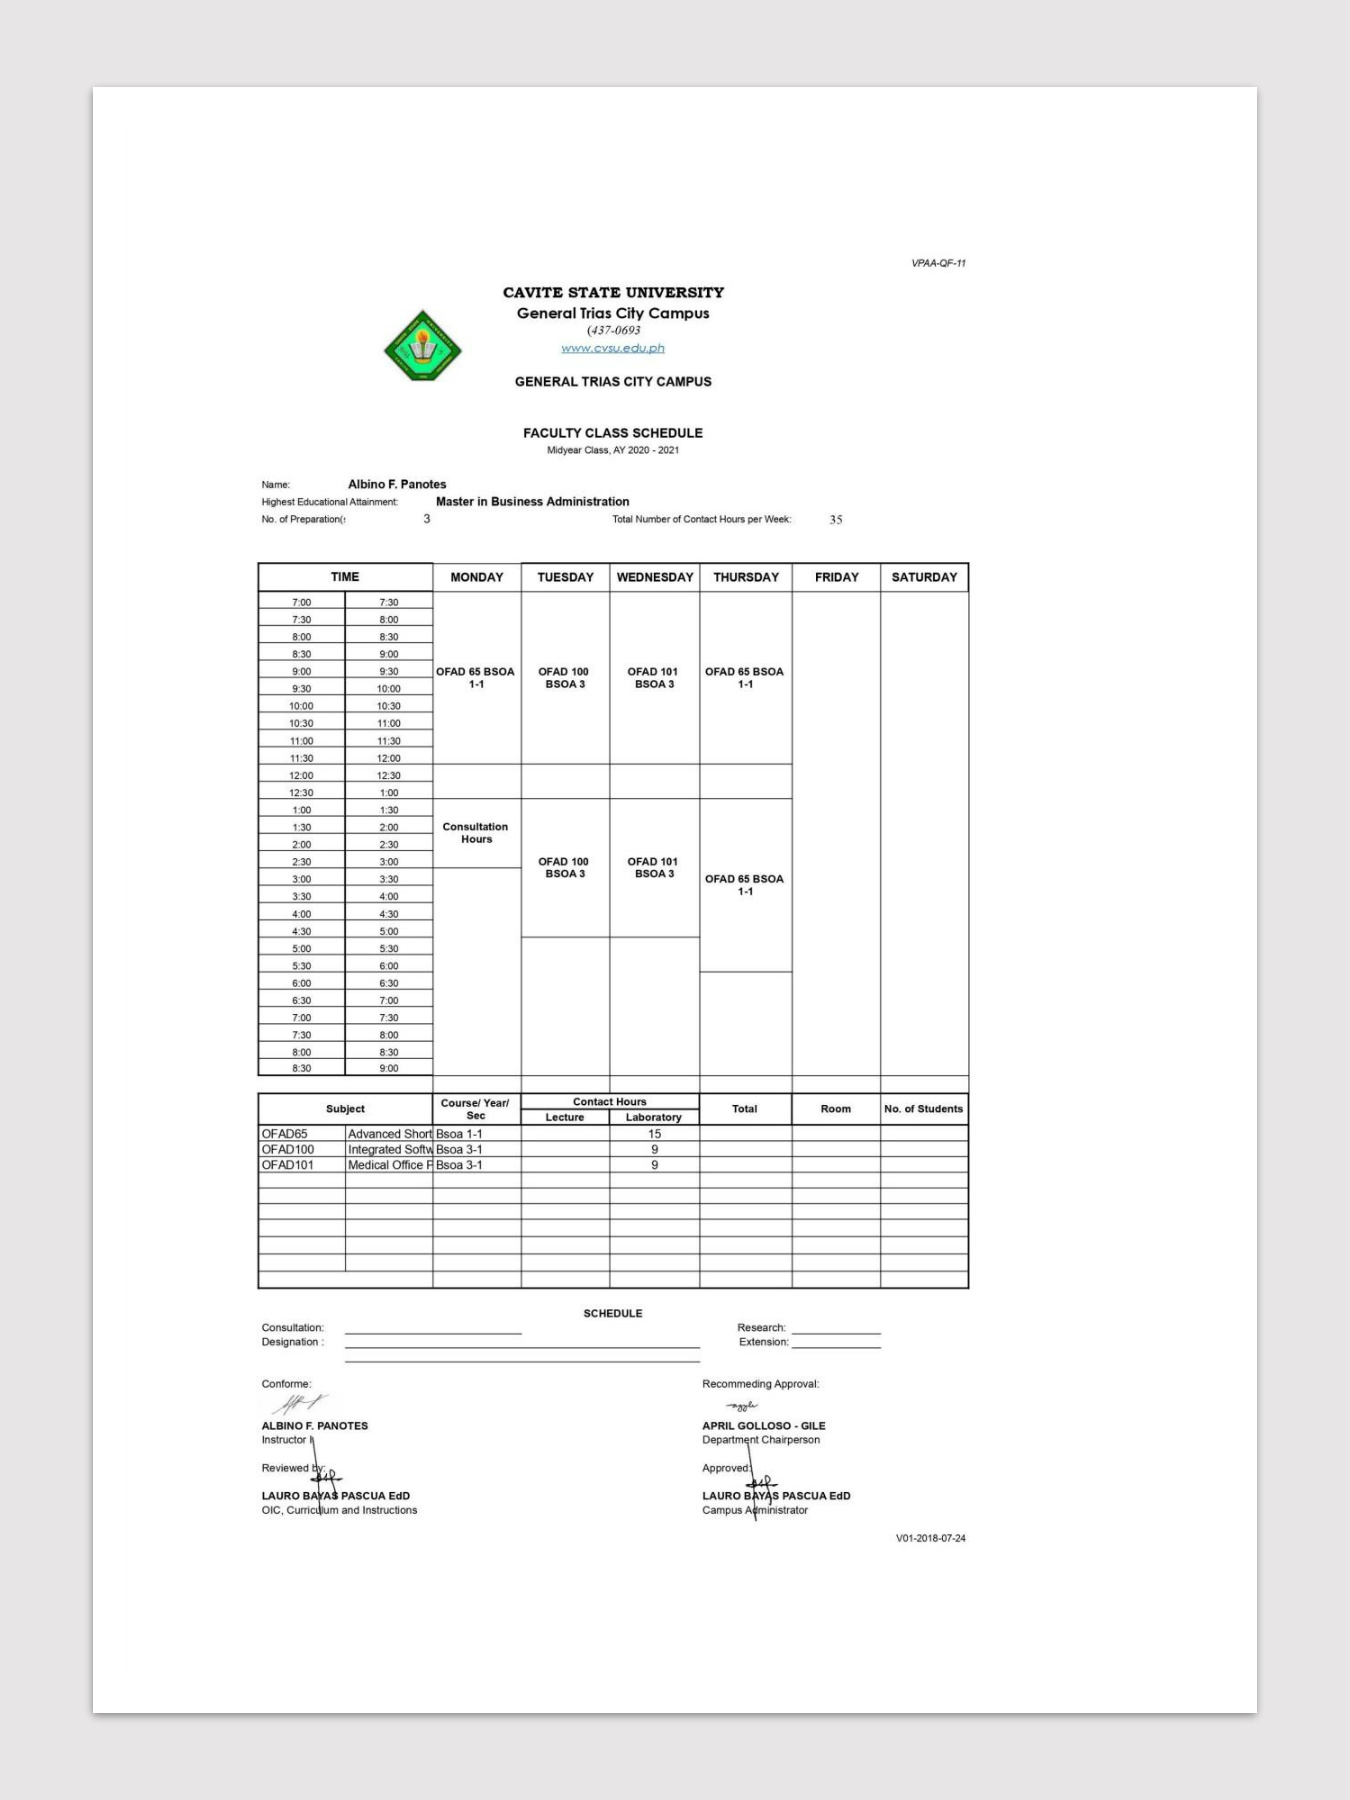 VPAA-QF-11
CAVITE STATE UNIVERSITY
General Trias City Campus
(437-0693
www.cvsu.edu.ph
GENERAL TRIAS CITY CAMPUS
FACULTY CLASS SCHEDULE
Midyear Class, AY 2020 - 2021
Name: Albino F. Panotes
Highest Educational Attainment: Master in Business Administration
No. of Preparation(s 3 Total Number of Contact Hours per Week: 35
TIME MONDAY TUESDAY WEDNESDAY THURSDAY FRIDAY SATURDAY
7:00 7:30
7:30 8:00
8:00 8:30
8:30 9:00
9:00 9:30 OFAD 65 BSOA OFAD 100 OFAD 101 OFAD 65 BSOA
9:30 10:00 1-1 BSOA 3 BSOA 3 1-1
10:00 10:30
10:30 11:00
11:00 11:30
11:30 12:00
12:00 12:30
12:30 1:00
1:00 1:30
1:30 2:00 Consultation
2:00 2:30 Hours
2:30 3:00 OFAD 100 OFAD 101
3:00 3:30 BSOA 3 BSOA 3 OFAD 65 BSOA
3:30 4:00 1-1
4:00 4:30
4:30 5:00
5:00 5:30
5:30 6:00
6:00 6:30
6:30 7:00
7:00 7:30
7:30 8:00
8:00 8:30
8:30 9:00
Subject Course/ Year/ Contact Hours Total Room No. of Students
Sec Lecture Laboratory
OFAD65 Advanced Short Bsoa 1-1 15
OFAD100 Integrated Softw Bsoa 3-1 9
OFAD101 Medical Office P Bsoa 3-1 9
SCHEDULE
Consultation: Research:
Designation : Extension:
Conforme: Recommeding Approval:
ALBINO F. PANOTES APRIL GOLLOSO - GILE
Instructor I Department Chairperson
Reviewed by: Approved:
LAURO BAYAS PASCUA EdD LAURO BAYAS PASCUA EdD
OIC, Curriculum and Instructions Campus Administrator
V01-2018-07-24